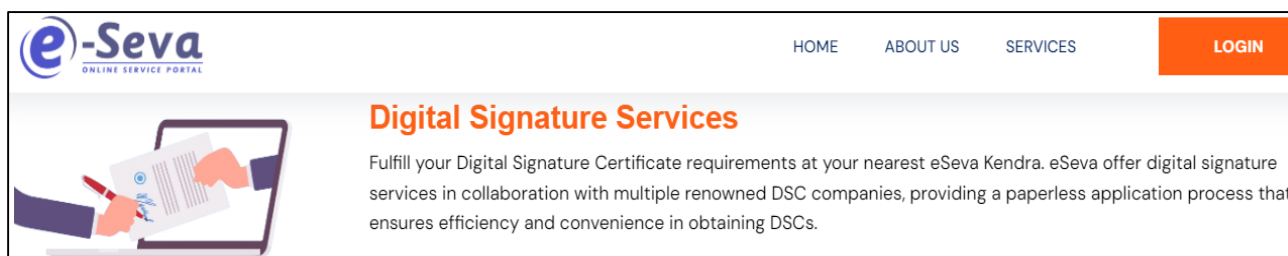 e-Seva
ONLINE SERVICE PORTAL
HOME ABOUT US SERVICES LOGIN
Digital Signature Services
Fulfill your Digital Signature Certificate requirements at your nearest eSeva Kendra. eSeva offer digital signature
services in collaboration with multiple renowned DSC companies, providing a paperless application process that
ensures efficiency and convenience in obtaining DSCs.